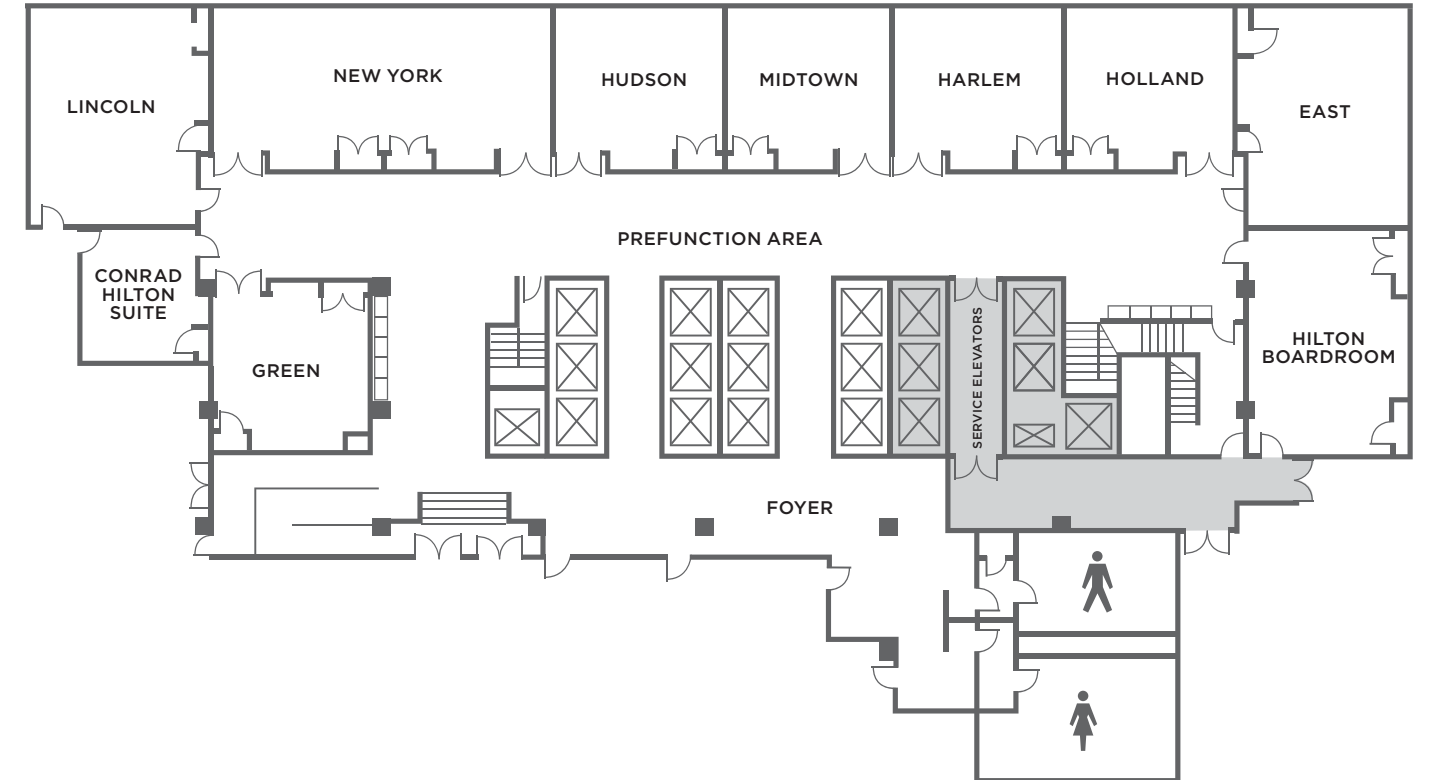 NEW YORK
HUDSON
MIDTOWN
HARLEM
HOLLAND
LINCOLN
EAST
PREFUNCTION AREA
CONRAD
HILTON
SUITE
GREEN
SERVICE ELEVATORS
HILTON
BOARDROOM
FOYER